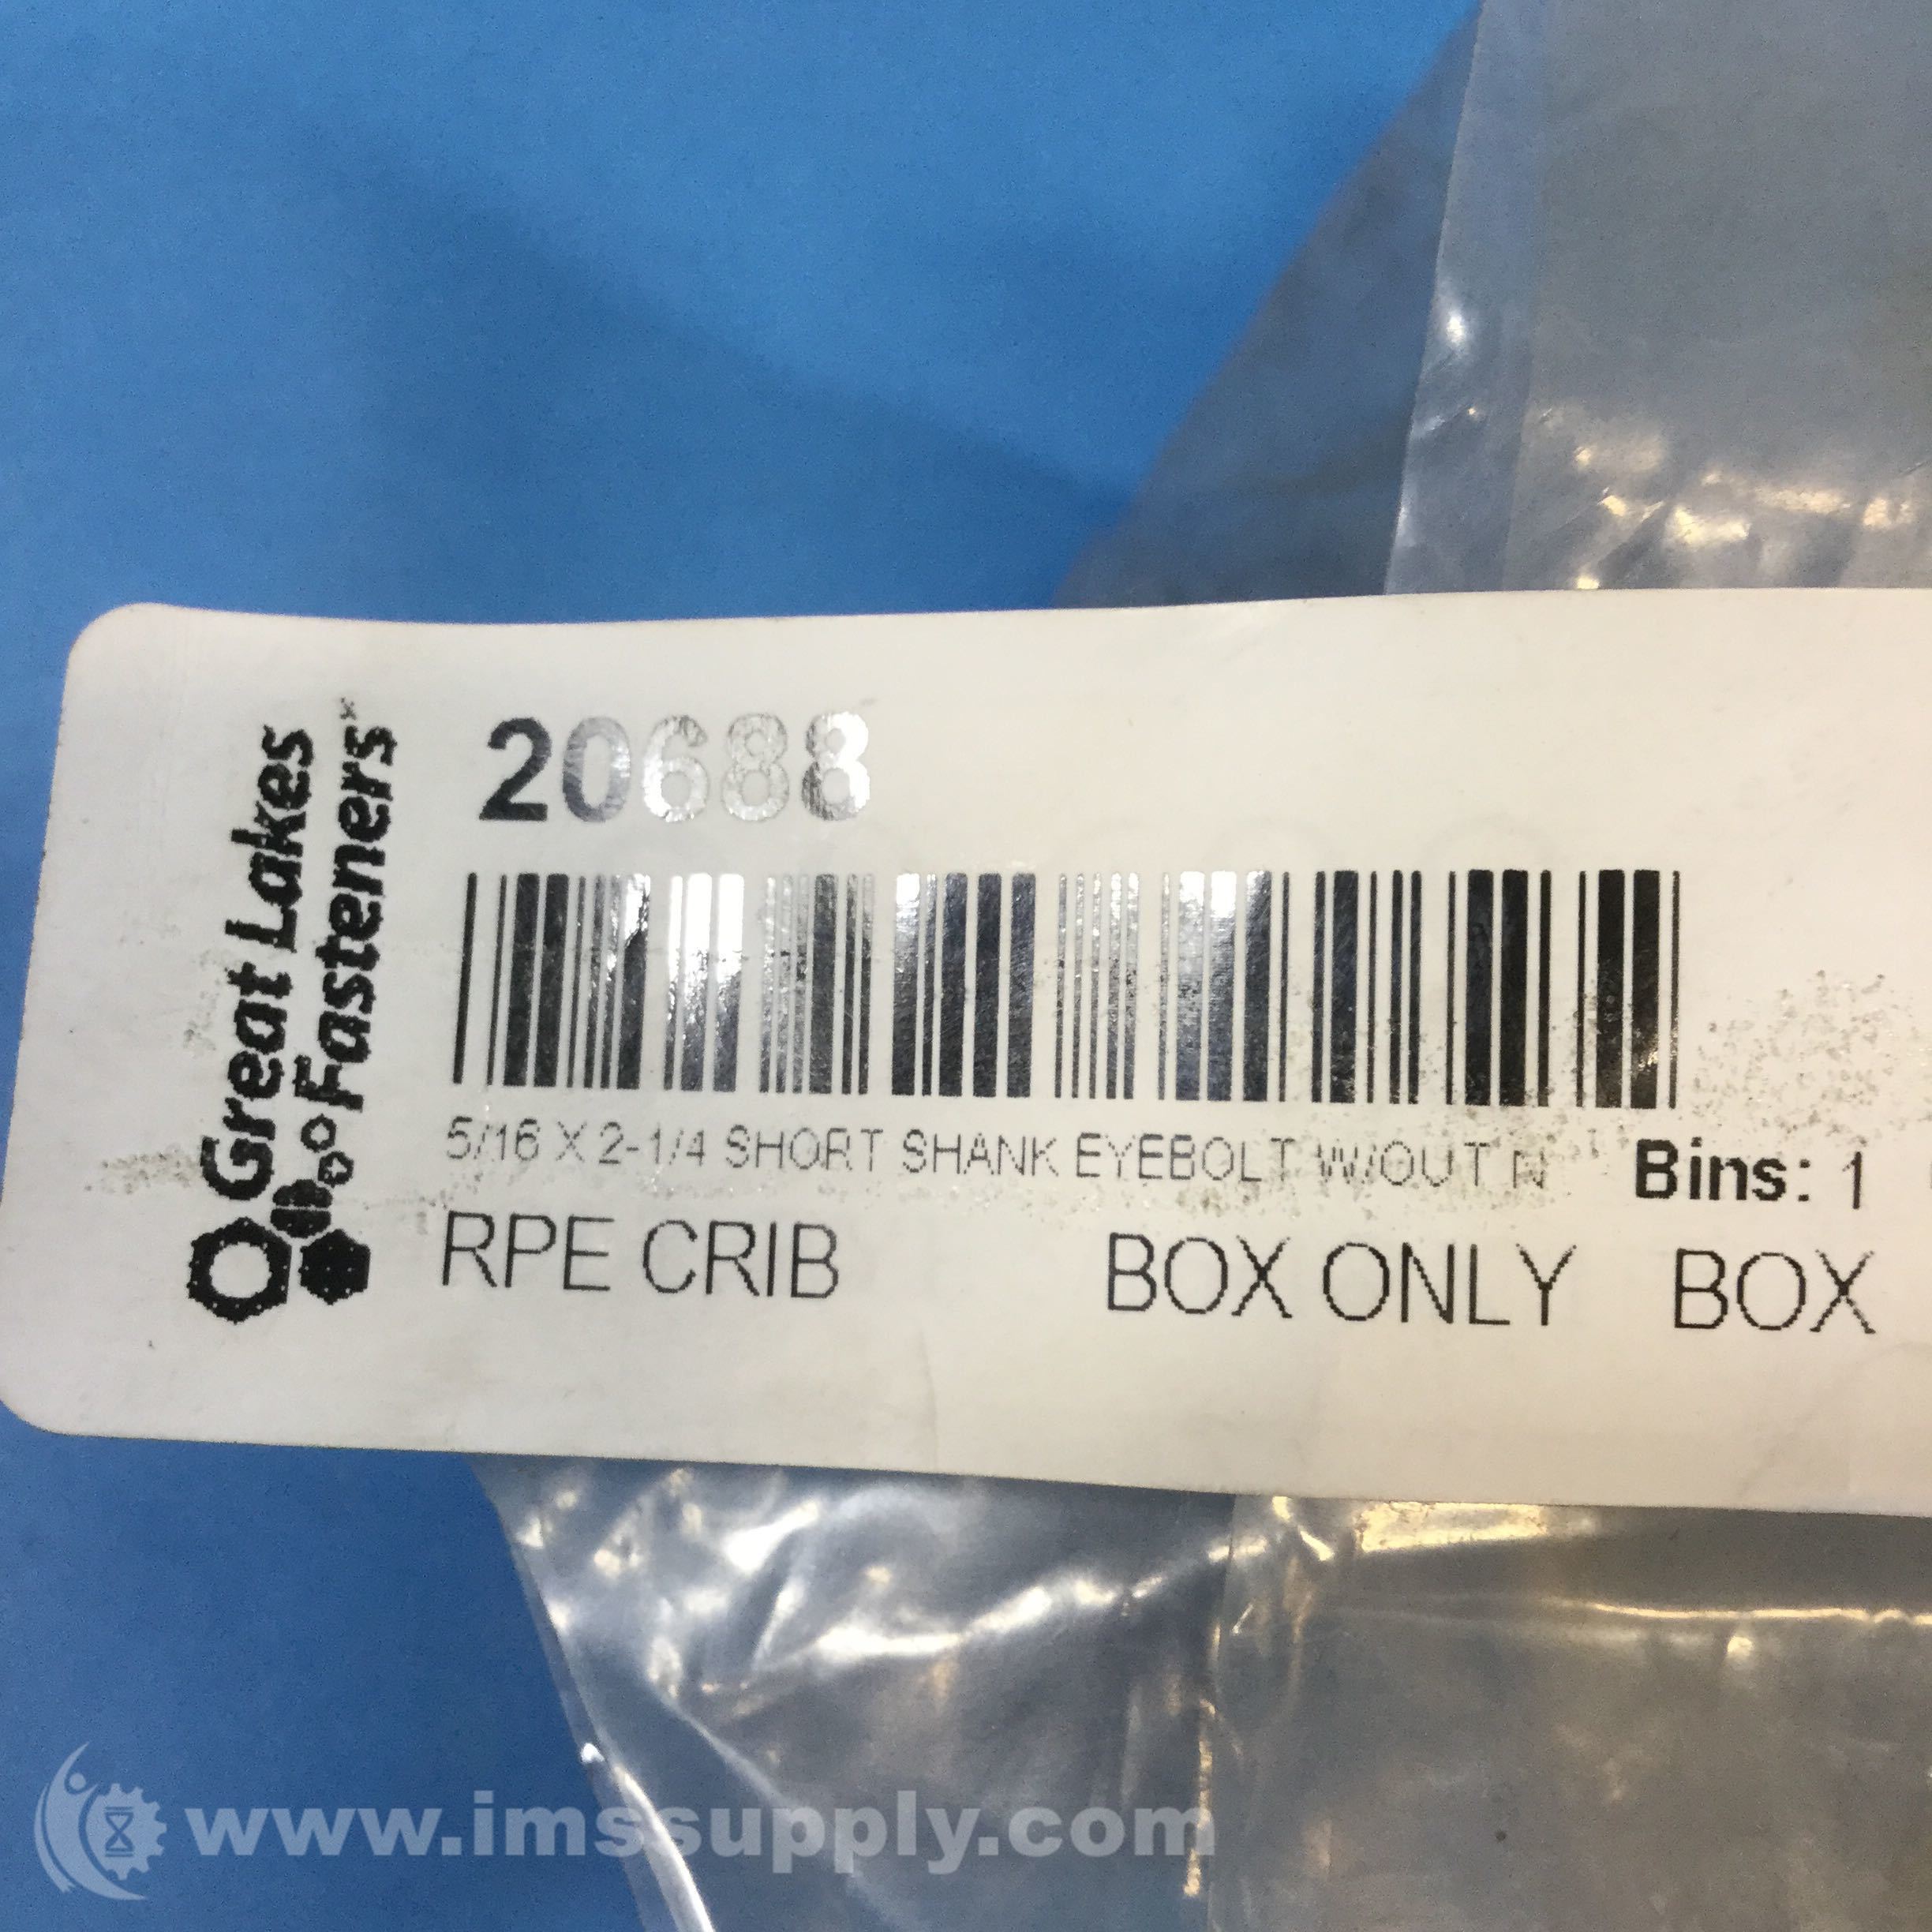 Great Lakes
Fasteners
20688
5/16 X 2-1/4 SHORT SHANK EYEBOLT W/OUT N
Bins: 1
RPE CRIB BOX ONLY BOX
www.imssupply.com